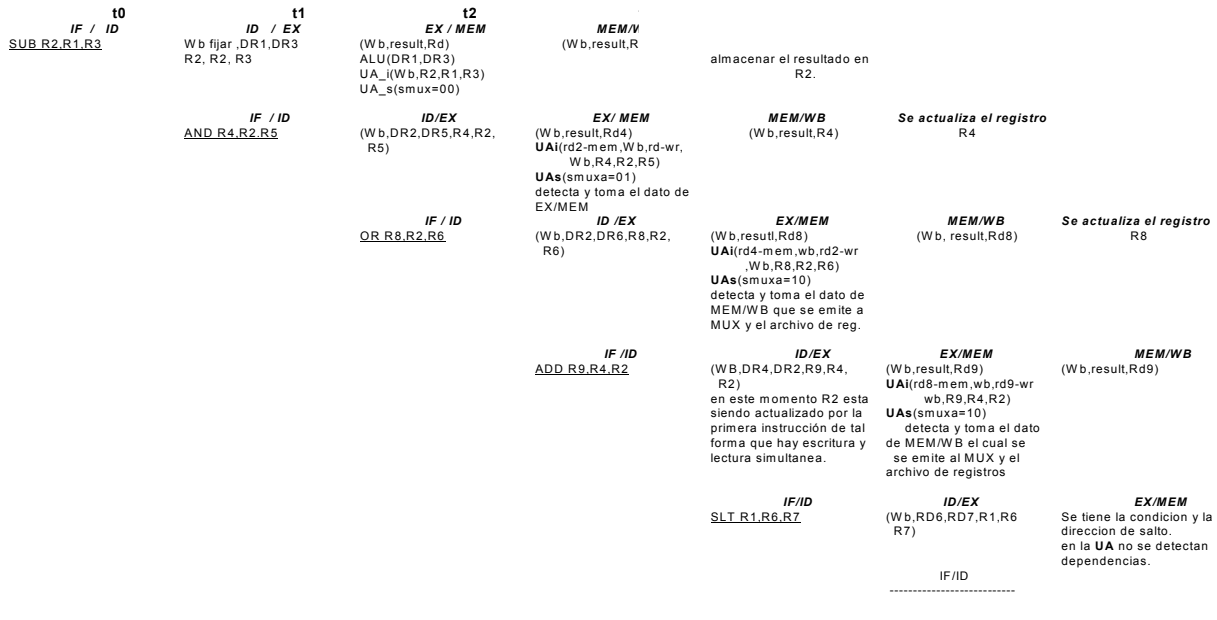 t0 t1 t2
IF / ID ID / EX EX / MEM MEM/W
SUB R2,R1,R3 Wb fijar ,DR1,DR3 (Wb,result,Rd) (Wb,result,R
R2, R2, R3 ALU(DR1,DR3) almacenar el resultado en
UA_i(Wb,R2,R1,R3) R2.
UA_s(smux=00)
IF / ID ID/EX EX/ MEM MEM/WB Se actualiza el registro
AND R4,R2.R5 (Wb,DR2,DR5,R4,R2, (Wb,result,Rd4) (Wb,result,R4) R4
R5) UAi(rd2-mem,Wb,rd-wr,
Wb,R4,R2,R5)
UAs(smuxa=01)
detecta y toma el dato de
EX/MEM
IF / ID ID /EX EX/MEM MEM/WB Se actualiza el registro
OR R8,R2,R6 (Wb,DR2,DR6,R8,R2, (Wb,resutl,Rd8) (Wb, result,Rd8) R8
R6) UAi(rd4-mem,wb,rd2-wr
,Wb,R8,R2,R6)
UAs(smuxa=10)
detecta y toma el dato de
MEM/WB que se emite a
MUX y el archivo de reg.
IF /ID ID/EX EX/MEM MEM/WB
ADD R9,R4,R2 (WB,DR4,DR2,R9,R4, (Wb,result,Rd9) (Wb,result,Rd9)
R2) UAi(rd8-mem,wb,rd9-wr
en este momento R2 esta wb,R9,R4,R2)
siendo actualizado por la UAs(smuxa=10)
primera instrucción de tal detecta y toma el dato
forma que hay escritura y de MEM/WB el cual se
lectura simultanea. se emite al MUX y el
archivo de registros
IF/ID ID/EX EX/MEM
SLT R1,R6,R7 (Wb,RD6,RD7,R1,R6 Se tiene la condicion y la
R7) direccion de salto.
en la UA no se detectan
dependencias.
IF/ID
---------------------------